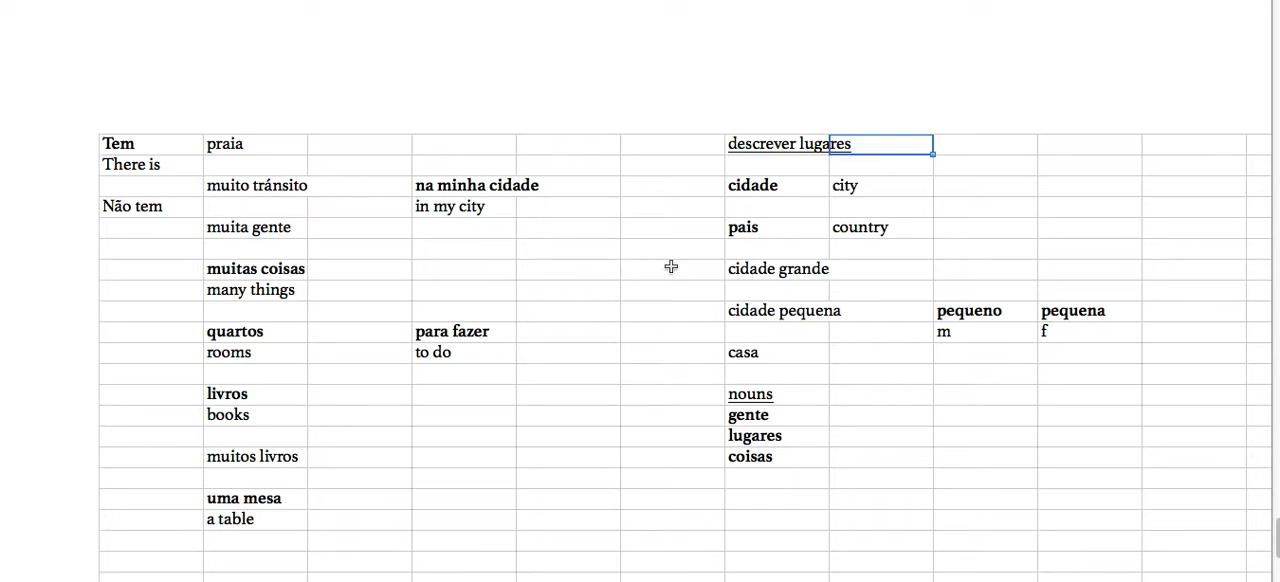 Tem praia descrever lugares
There is
muito tránsito na minha cidade cidade city
Não tem in my city
muita gente pais country
muitas coisas cidade grande
many things
cidade pequena pequeno pequena
quartos para fazer m f
rooms to do casa
livros nouns
books gente
lugares
muitos livros coisas
uma mesa
a table